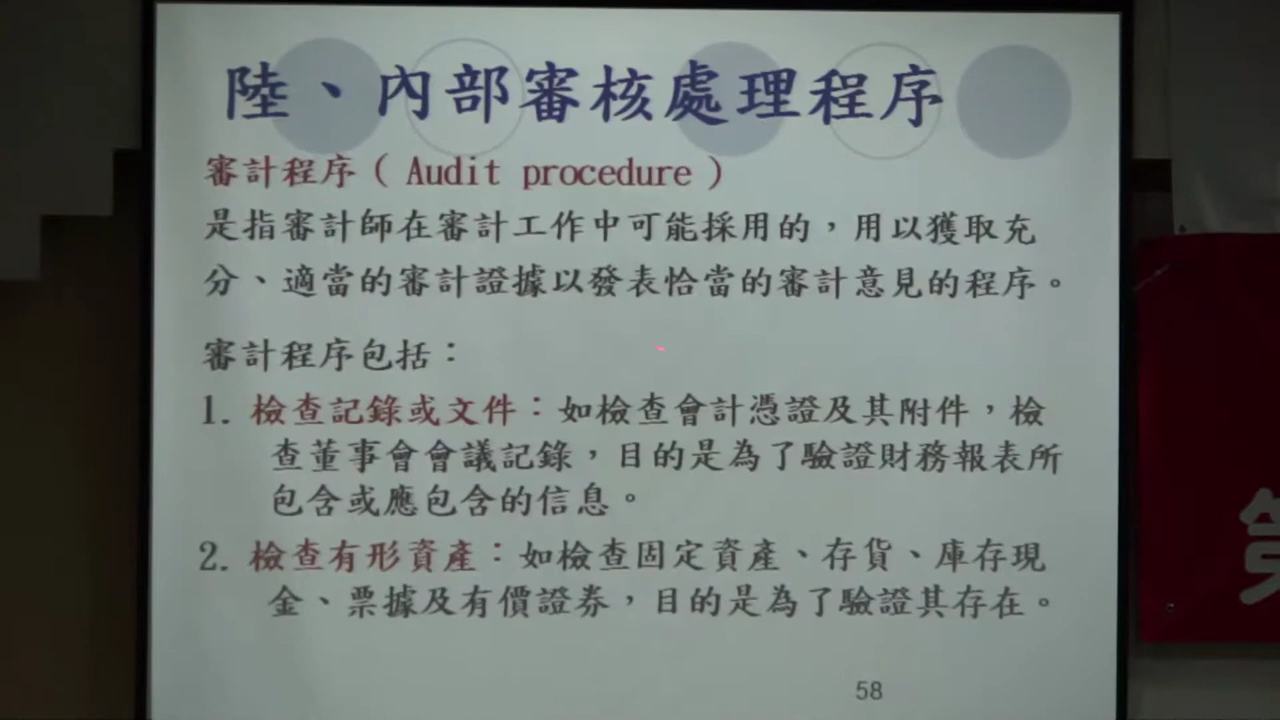 陸、內部審核處理程序
審計程序( Audit procedure )
是指審計師在審計工作中可能採用的，用以獲取充
分、適當的審計證據以發表恰當的審計意見的程序。
審計程序包括：
1. 檢查記錄或文件：如檢查會計憑證及其附件，檢
查董事會會議記錄，目的是為了驗證財務報表所
包含或應包含的信息。
2. 檢查有形資產：如檢查固定資產、存貨、庫存現
金、票據及有價證券，目的是為了驗證其存在。
58
第